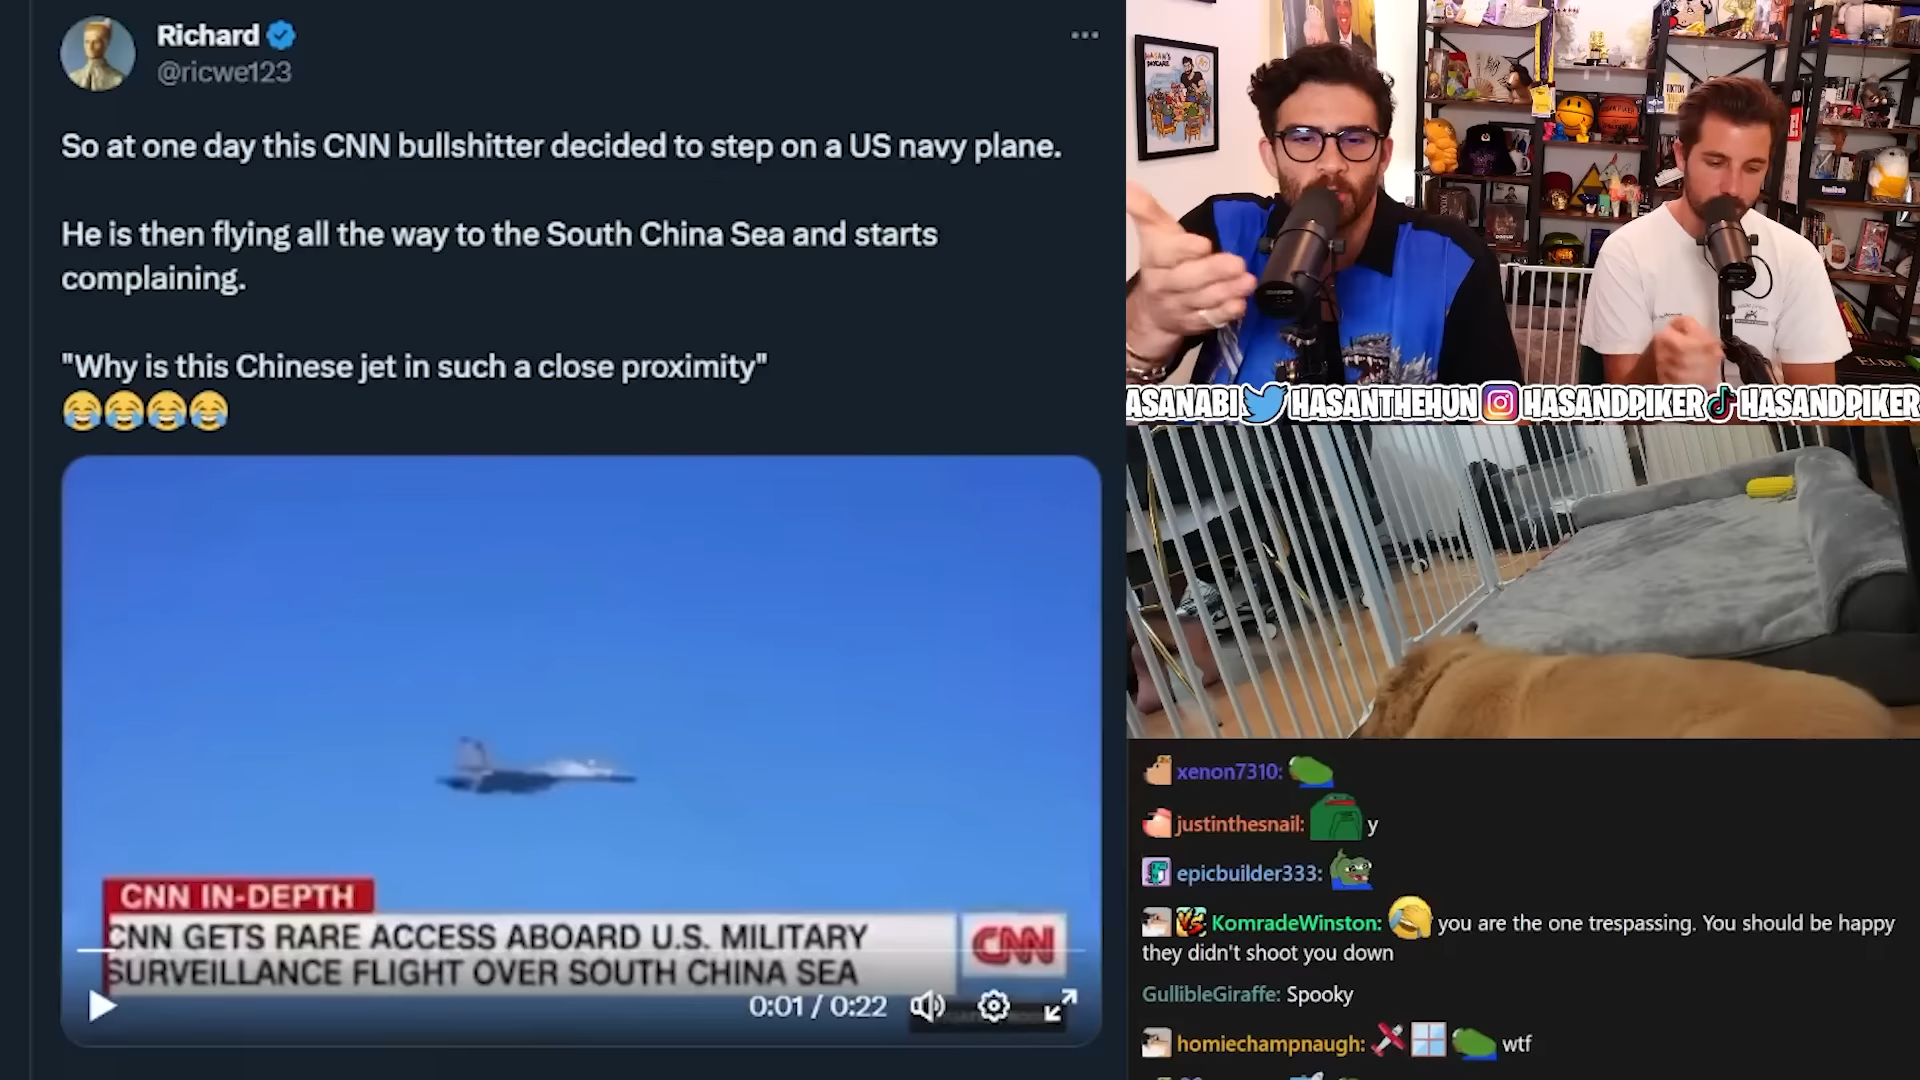 Richard
@ricwe123
So at one day this CNN bullshitter decided to step on a US navy plane.
He is then flying all the way to the South China Sea and starts
complaining.
"Why is this Chinese jet in such a close proximity"
😂😂😂😂
CNN IN-DEPTH
CNN GETS RARE ACCESS ABOARD U.S. MILITARY
SURVEILLANCE FLIGHT OVER SOUTH CHINA SEA
CNN
0:01 / 0:22
ASANABI HASANTHEHUN HASANDPIKER HASANDPIKER
xenon7310:
justinthesnail: y
epicbuilder333:
KomradeWinston: you are the one trespassing. You should be happy
they didn't shoot you down
GullibleGiraffe: Spooky
homiechampnaugh: wtf